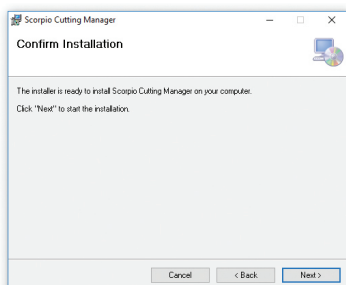 Scorpio Cutting Manager
Confirm Installation
The installer is ready to install Scorpio Cutting Manager on your computer.
Click "Next" to start the installation.
Cancel
< Back
Next >